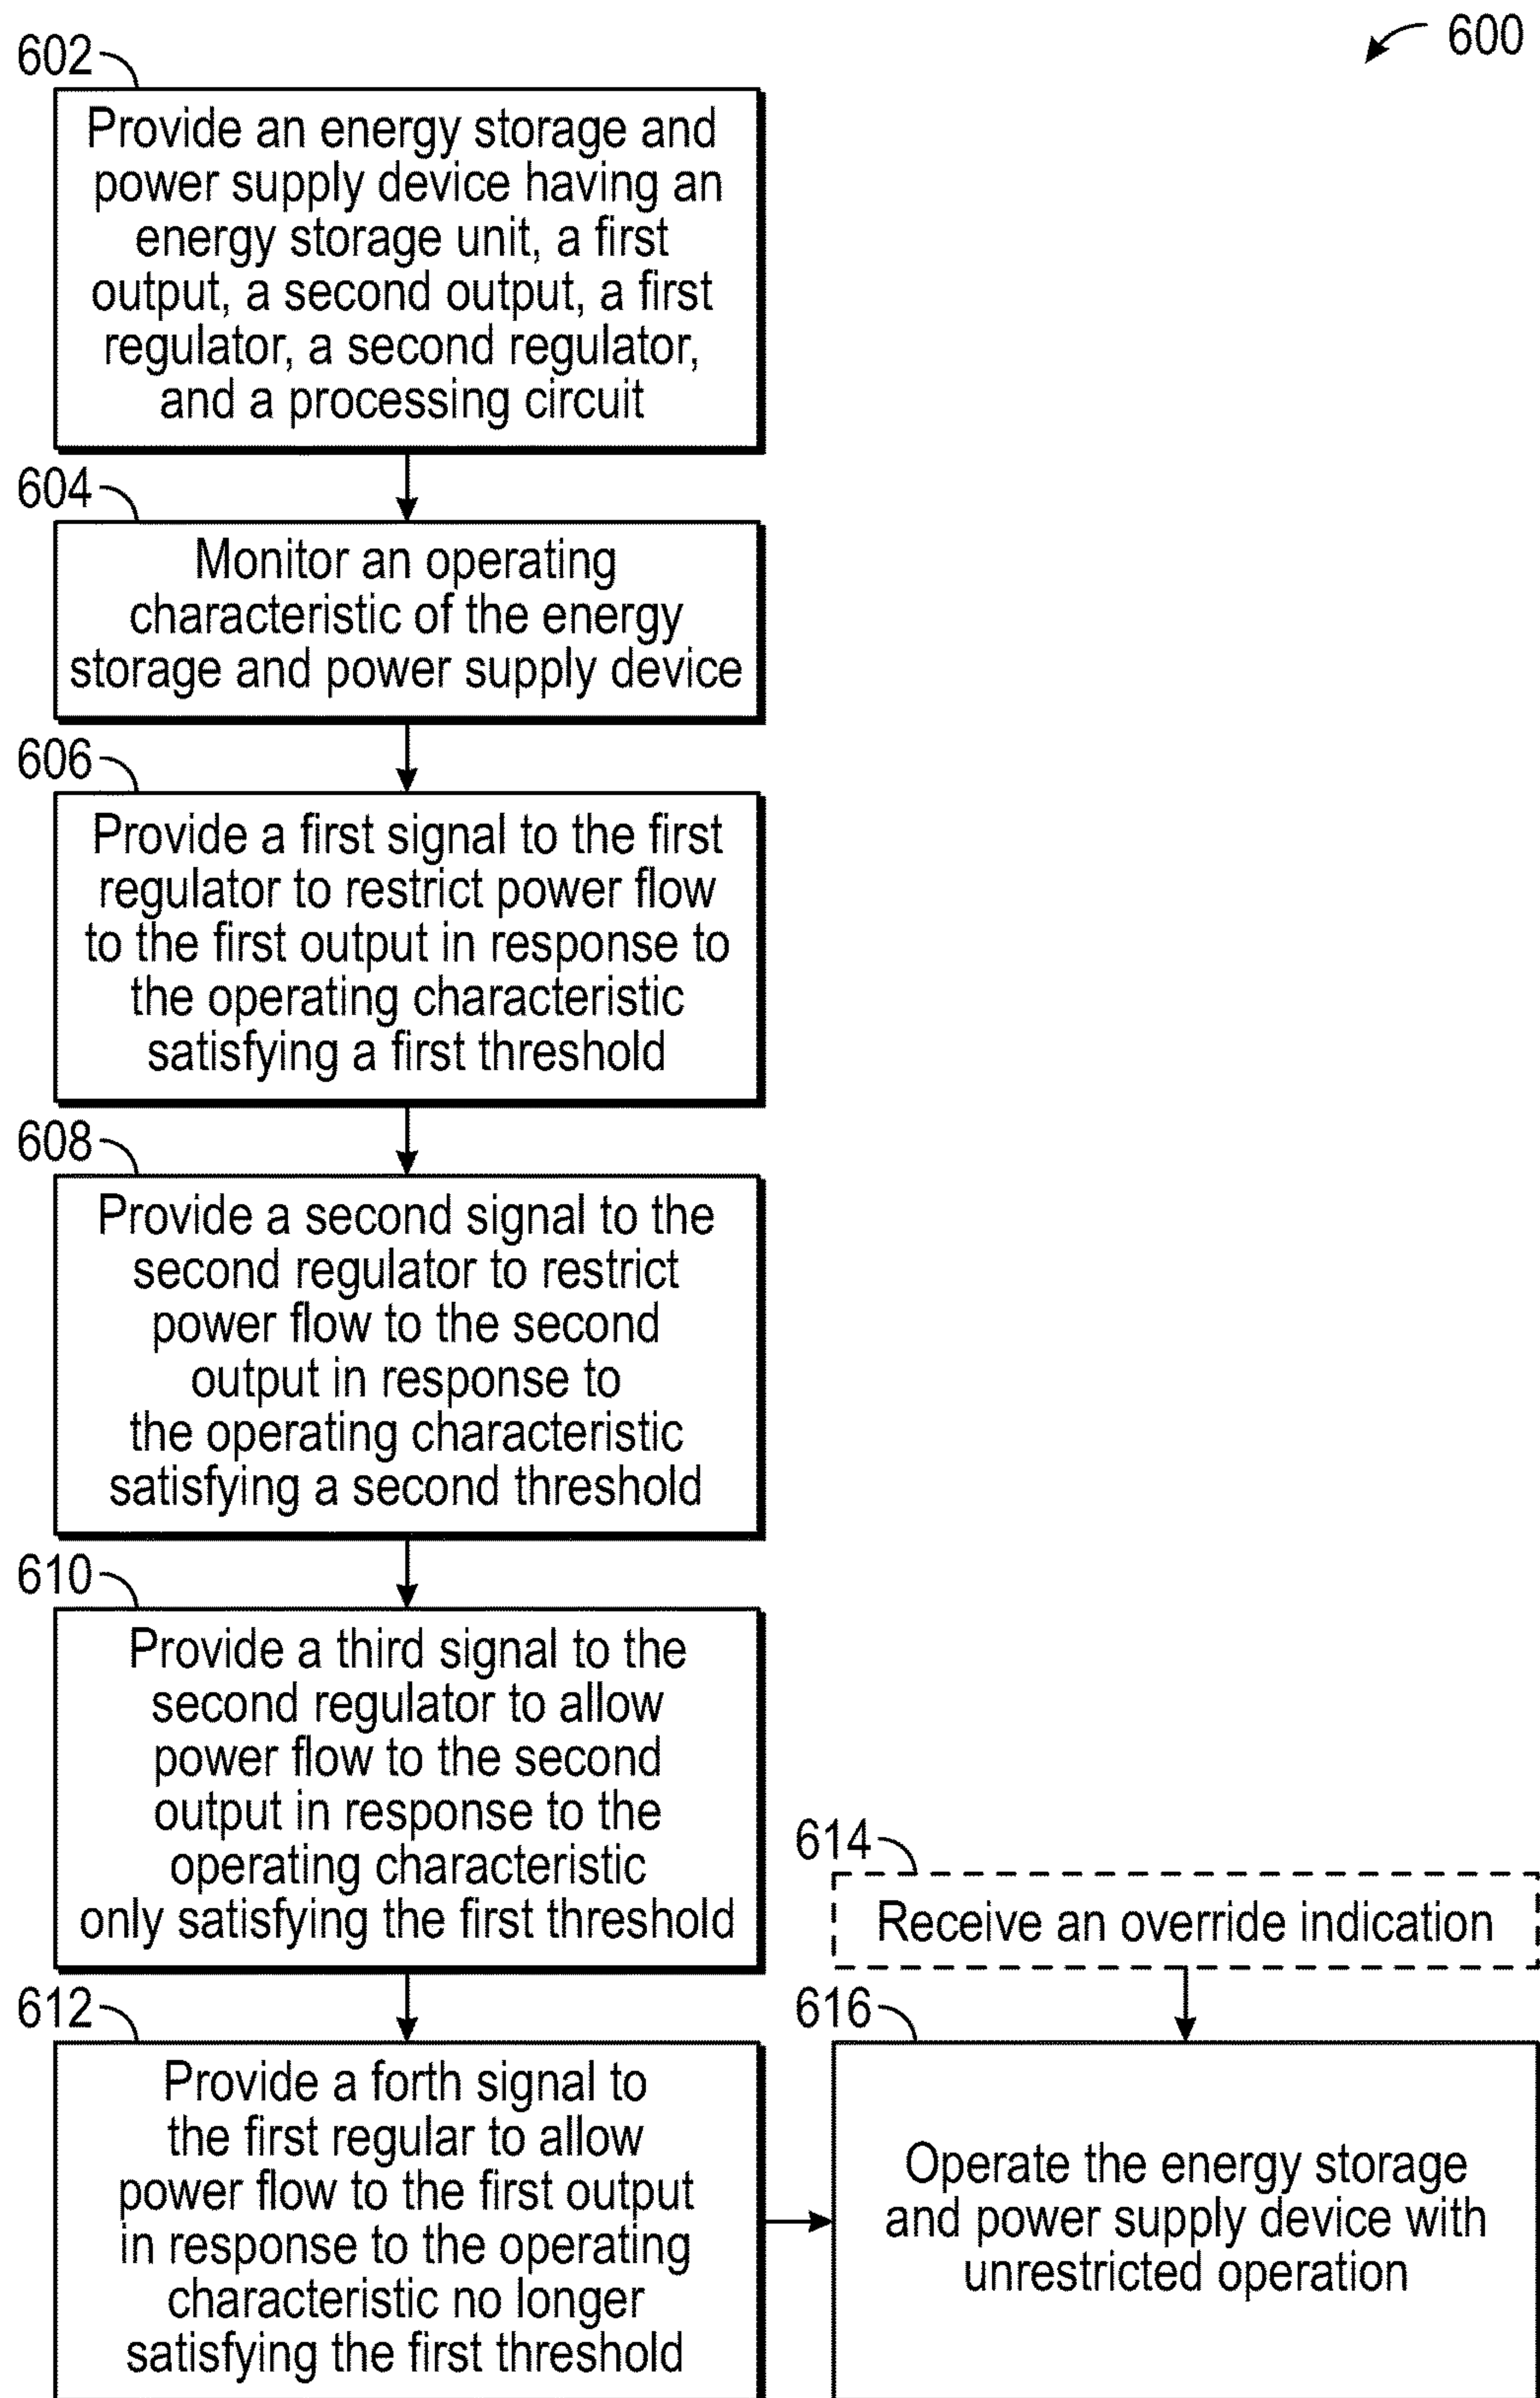 600
602
Provide an energy storage and
power supply device having an
energy storage unit, a first
output, a second output, a first
regulator, a second regulator,
and a processing circuit
604
Monitor an operating
characteristic of the energy
storage and power supply device
606
Provide a first signal to the first
regulator to restrict power flow
to the first output in response to
the operating characteristic
satisfying a first threshold
608
Provide a second signal to the
second regulator to restrict
power flow to the second
output in response to
the operating characteristic
satisfying a second threshold
610
Provide a third signal to the
second regulator to allow
power flow to the second
output in response to the
operating characteristic
only satisfying the first threshold
612
Provide a forth signal to
the first regular to allow
power flow to the first output
in response to the operating
characteristic no longer
satisfying the first threshold
614
Receive an override indication
616
Operate the energy storage
and power supply device with
unrestricted operation